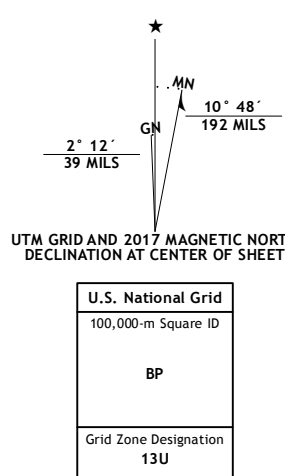 ★
MN
GN
10° 48´
192 MILS
2° 12´
39 MILS
UTM GRID AND 2017 MAGNETIC NORT
DECLINATION AT CENTER OF SHEET
U.S. National Grid
100,000-m Square ID
BP
Grid Zone Designation
13U